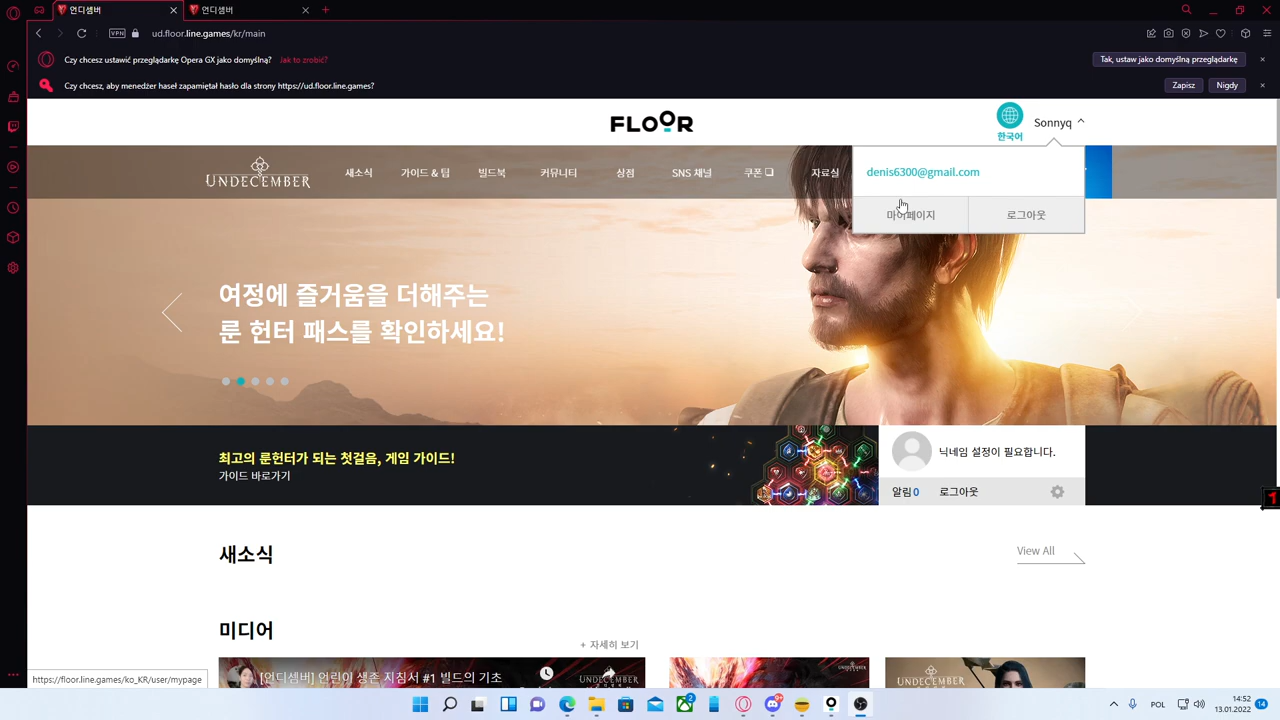 언디셈버
언디셈버
VPN
ud.floor.line.games/kr/main
Czy chcesz ustawić przeglądarkę Opera GX jako domyślną? Jak to zrobić?
Tak, ustaw jako domyślną przeglądarkę
Czy chcesz, aby menedżer haseł zapamiętał hasło dla strony https://ud.floor.line.games?
Zapisz
Nigdy
FLOOR
한국어
Sonnyq
UNDECEMBER
새소식
가이드 & 팁
빌드북
커뮤니티
상점
SNS 채널
쿠폰
자료실
denis6300@gmail.com
마이페이지
로그아웃
여정에 즐거움을 더해주는
룬 헌터 패스를 확인하세요!
최고의 룬헌터가 되는 첫걸음, 게임 가이드!
가이드 바로가기
닉네임 설정이 필요합니다.
알림 0
로그아웃
1
새소식
View All
미디어
+ 자세히 보기
[언디셈버] 언린이 생존 지침서 #1 빌드의 기초
UNDECEMBER
UNDECEMBER
https://floor.line.games/ko_KR/user/mypage
2
9+
POL
14:52
13.01.2022
14